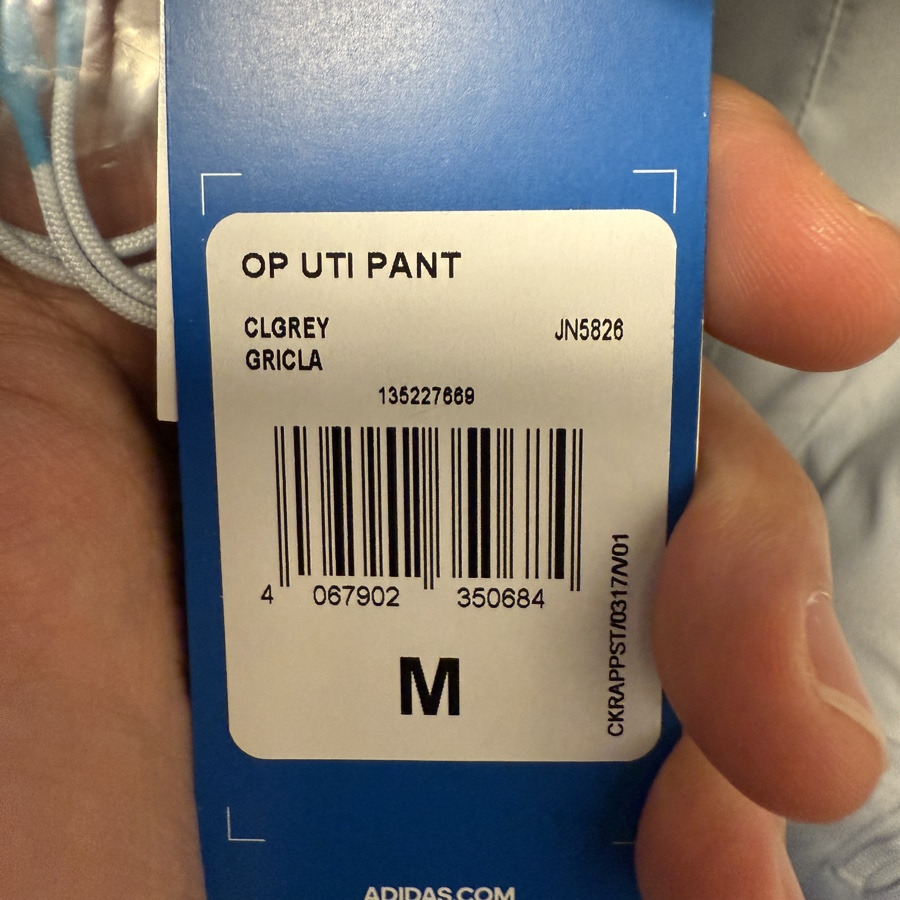 OP UTI PANT
CLGREY JN5826
GRICLA
135227669
4 067902 350684
CKRAPPST/0317/V01
M
ADIDAS.COM